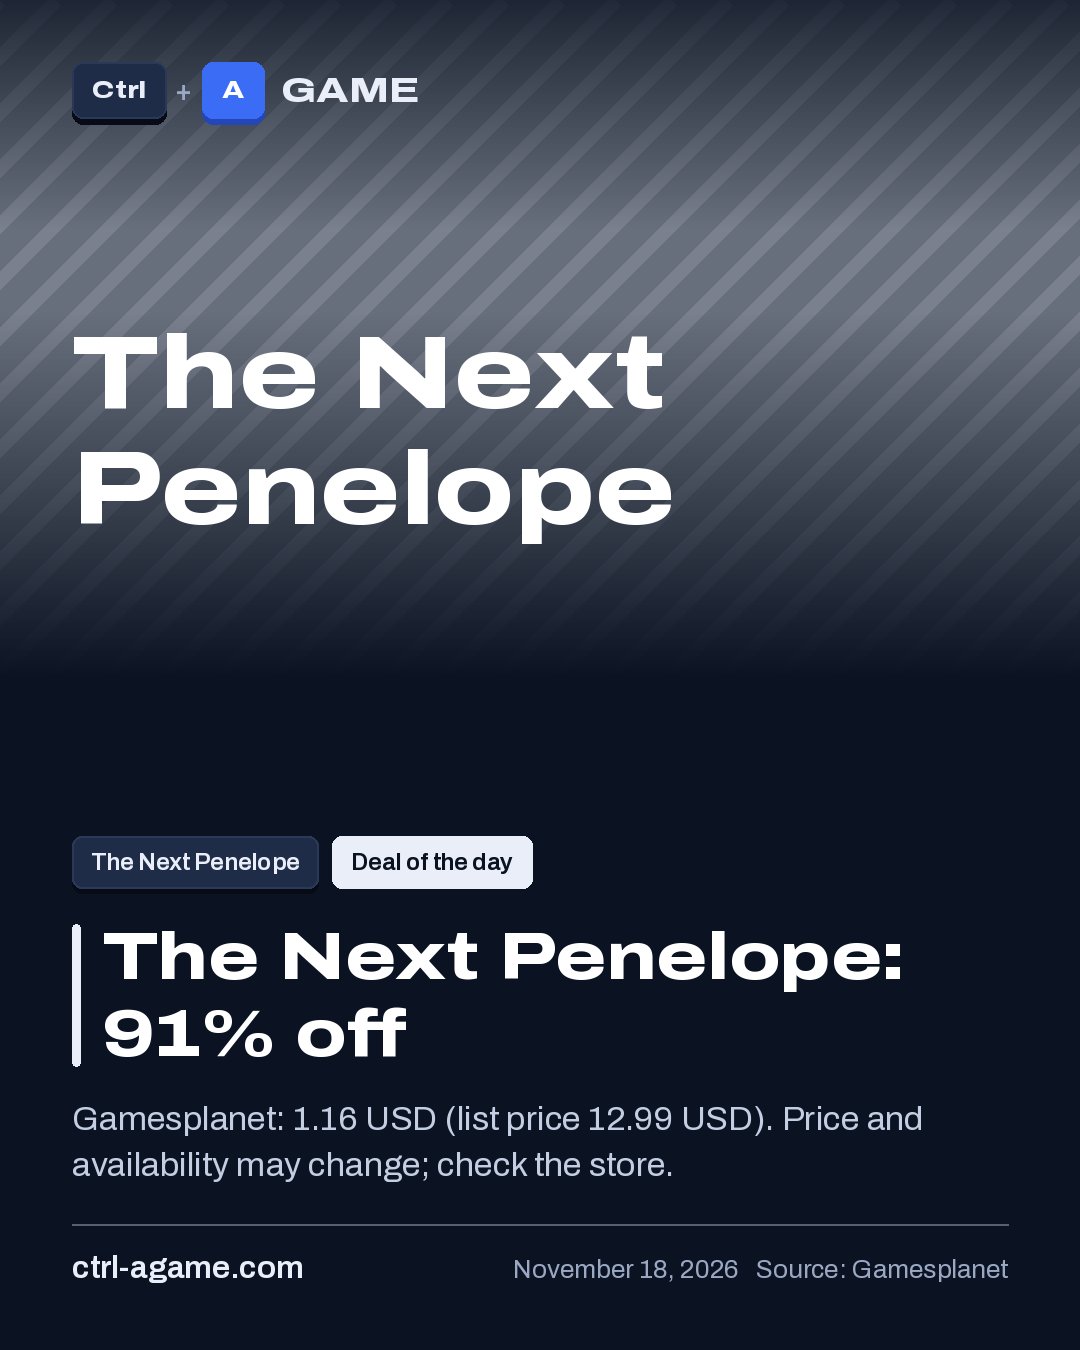 Ctrl + A GAME
The Next
Penelope
The Next Penelope Deal of the day
The Next Penelope:
91% off
Gamesplanet: 1.16 USD (list price 12.99 USD). Price and
availability may change; check the store.
ctrl-agame.com November 18, 2026 Source: Gamesplanet